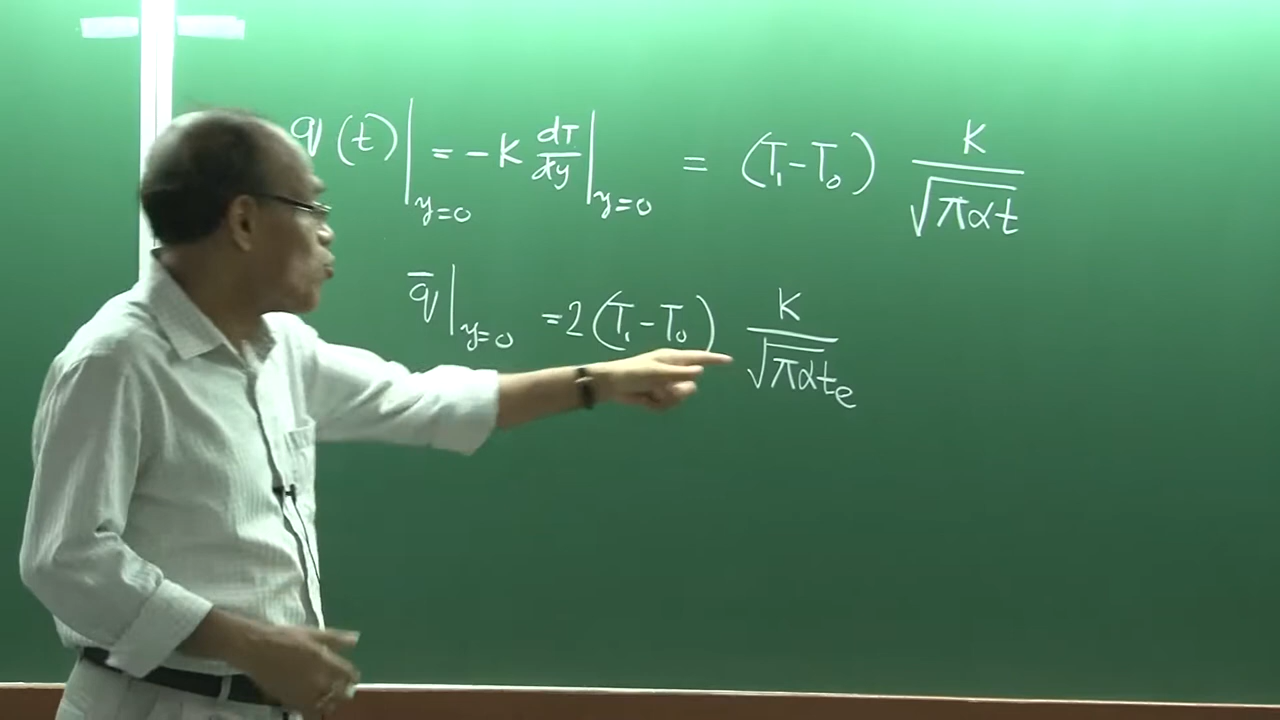 q(t)|y=0 = -K dT/dy|y=0 = (T₁-T₀) K/√παt
q̄|y=0 = 2(T₁-T₀) K/√παtₑ